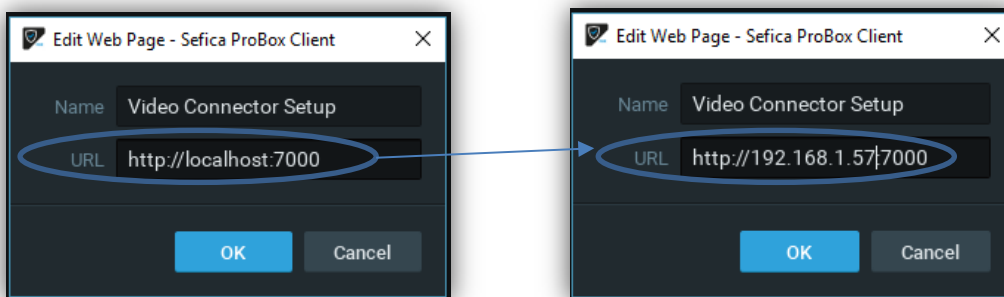 Edit Web Page - Sefica ProBox Client
Name Video Connector Setup
URL http://localhost:7000
OK Cancel
Edit Web Page - Sefica ProBox Client
Name Video Connector Setup
URL http://192.168.1.57:7000
OK Cancel